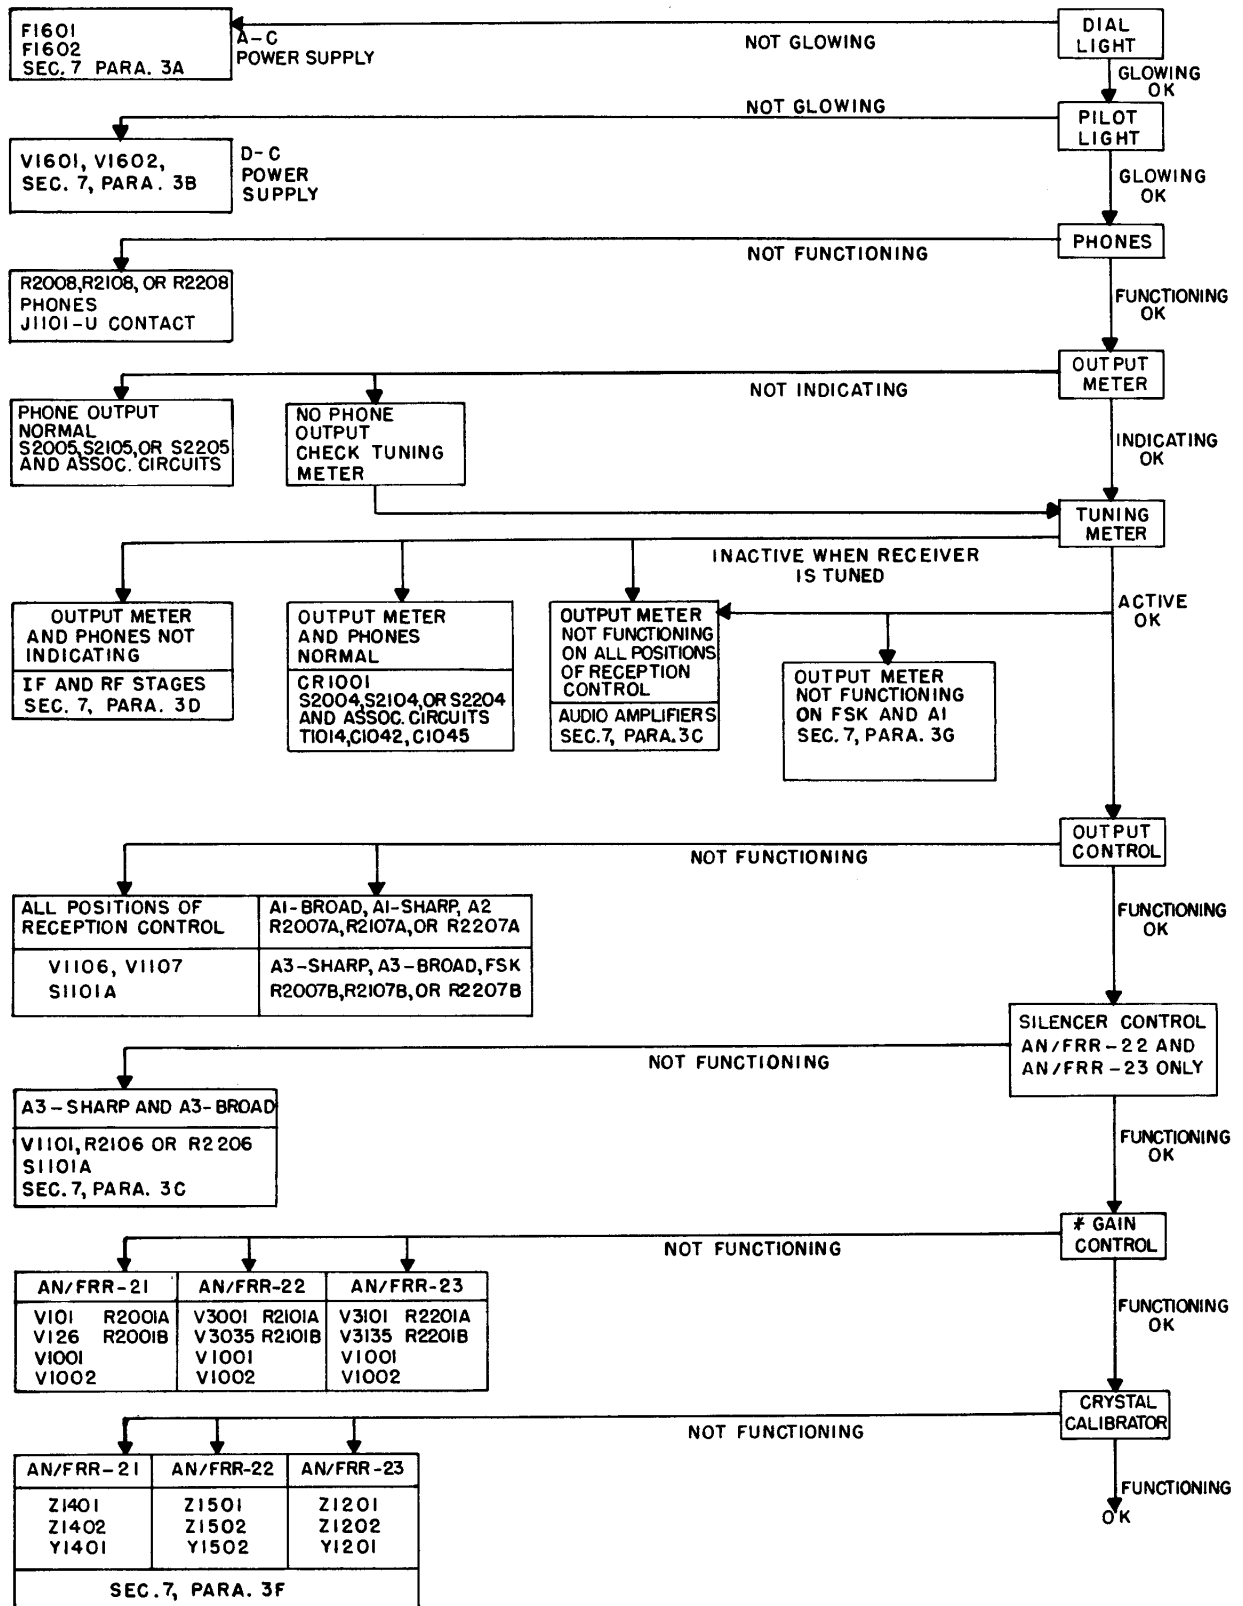 F1601
F1602
SEC. 7 PARA. 3A
A-C
POWER SUPPLY
NOT GLOWING
DIAL
LIGHT
GLOWING
OK
NOT GLOWING
PILOT
LIGHT
V1601, V1602,
SEC. 7, PARA. 3B
D-C
POWER
SUPPLY
GLOWING
OK
NOT FUNCTIONING
PHONES
R2008,R2108, OR R2208
PHONES
J1101-U CONTACT
FUNCTIONING
OK
OUTPUT
METER
NOT INDICATING
PHONE OUTPUT
NORMAL
S2005,S2105,OR S2205
AND ASSOC. CIRCUITS
NO PHONE
OUTPUT
CHECK TUNING
METER
INDICATING
OK
TUNING
METER
INACTIVE WHEN RECEIVER
IS TUNED
ACTIVE
OK
OUTPUT METER
AND PHONES NOT
INDICATING
IF AND RF STAGES
SEC. 7, PARA. 3D
OUTPUT METER
AND PHONES
NORMAL
CR1001
S2004,S2104,OR S2204
AND ASSOC. CIRCUITS
T1014,C1042, C1045
OUTPUT METER
NOT FUNCTIONING
ON ALL POSITIONS
OF RECEPTION
CONTROL
AUDIO AMPLIFIERS
SEC.7, PARA.3C
OUTPUT METER
NOT FUNCTIONING
ON FSK AND A1
SEC. 7, PARA. 3G
OUTPUT
CONTROL
NOT FUNCTIONING
ALL POSITIONS OF
RECEPTION CONTROL
V1106, V1107
S1101A
A1-BROAD, A1-SHARP, A2
R2007A,R2107A,OR R2207A
A3-SHARP, A3-BROAD, FSK
R2007B,R2107B, OR R2207B
FUNCTIONING
OK
SILENCER CONTROL
AN/FRR-22 AND
AN/FRR-23 ONLY
NOT FUNCTIONING
A3-SHARP AND A3-BROAD
V1101, R2106 OR R2206
S1101A
SEC. 7, PARA. 3C
FUNCTIONING
OK
* GAIN
CONTROL
NOT FUNCTIONING
AN/FRR-21 AN/FRR-22 AN/FRR-23
V101 R2001A V3001 R2101A V3101 R2201A
V126 R2001B V3035 R2101B V3135 R2201B
V1001 V1001 V1001
V1002 V1002 V1002
FUNCTIONING
OK
CRYSTAL
CALIBRATOR
NOT FUNCTIONING
AN/FRR-21 AN/FRR-22 AN/FRR-23
Z1401 Z1501 Z1201
Z1402 Z1502 Z1202
Y1401 Y1502 Y1201
SEC.7, PARA. 3F
FUNCTIONING
OK